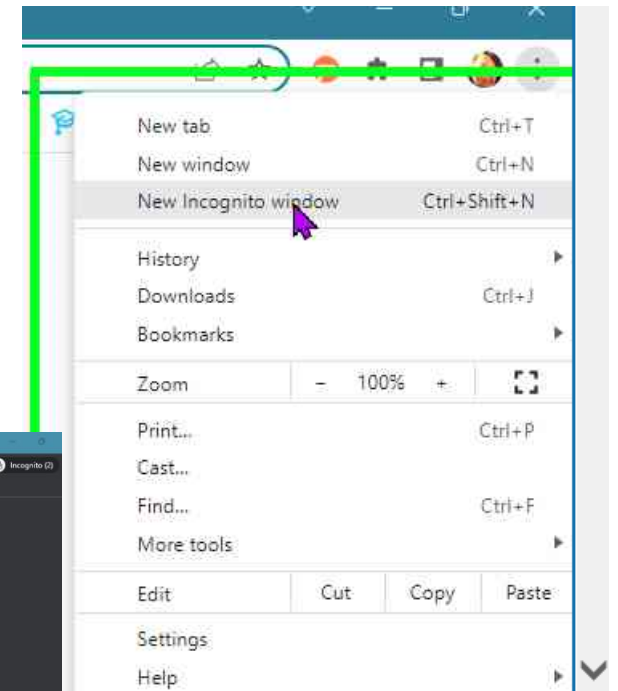 New tab Ctrl+T
New window Ctrl+N
New Incognito window Ctrl+Shift+N
History
Downloads Ctrl+J
Bookmarks
Zoom - 100% +
Print... Ctrl+P
Cast...
Find... Ctrl+F
More tools
Edit Cut Copy Paste
Settings
Help
Incognito (2)